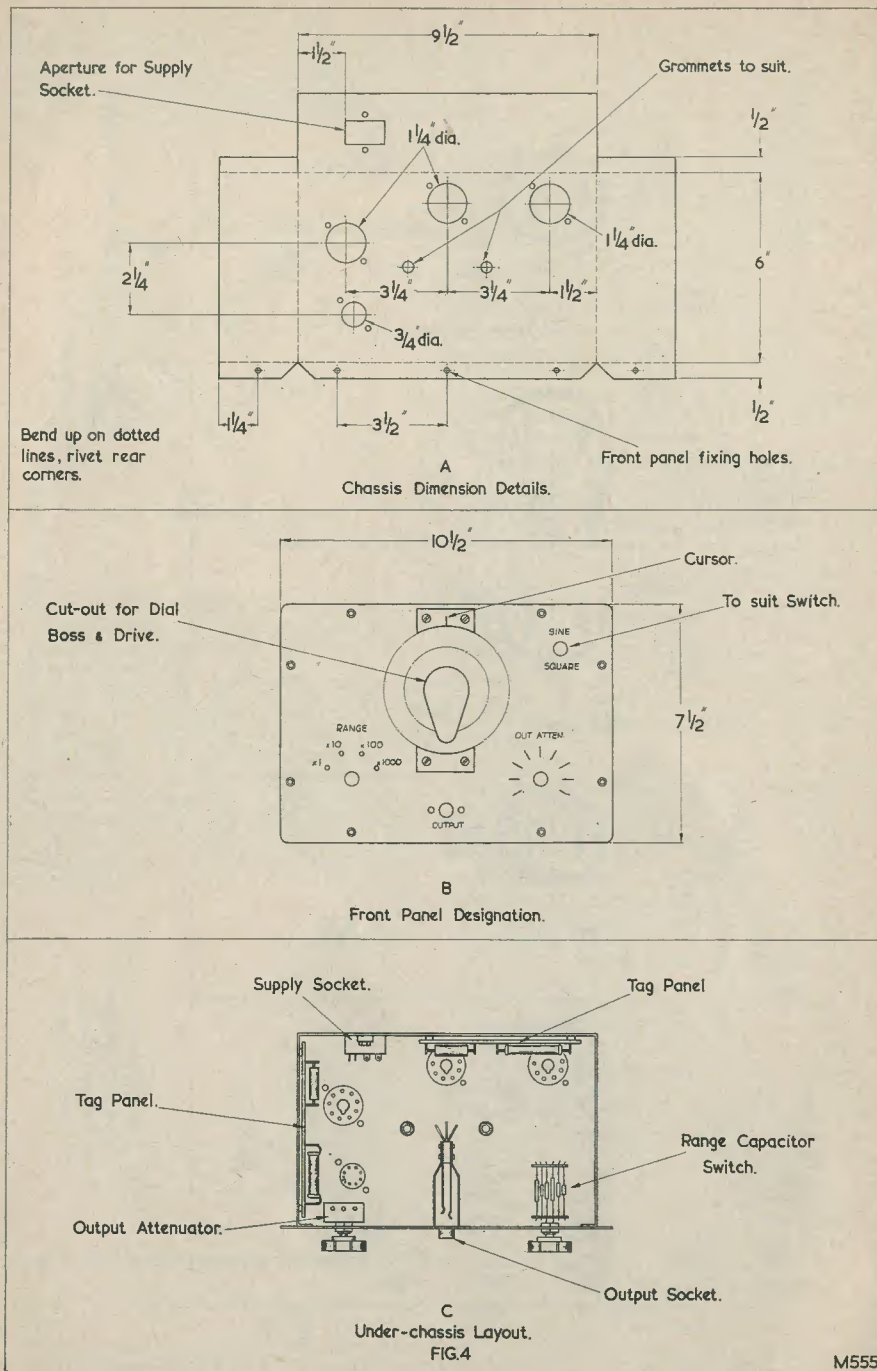 9½"
1½"
Aperture for Supply
Socket.
Grommets to suit.
½"
1¼" dia.
1¼" dia.
2¼"
6"
3¼"
3¼"
1½"
¾" dia.
1¼"
3½"
½"
Bend up on dotted
lines, rivet rear
corners.
Front panel fixing holes.
A
Chassis Dimension Details.
10½"
Cursor.
Cut-out for Dial
Boss & Drive.
To suit Switch.
SINE
SQUARE
7½"
RANGE
x10 x100
x1 x1000
OUT ATTEN.
OUTPUT
B
Front Panel Designation.
Supply Socket.
Tag Panel
Tag Panel.
Range Capacitor
Switch.
Output Attenuator.
Output Socket.
C
Under-chassis Layout.
FIG.4
M555